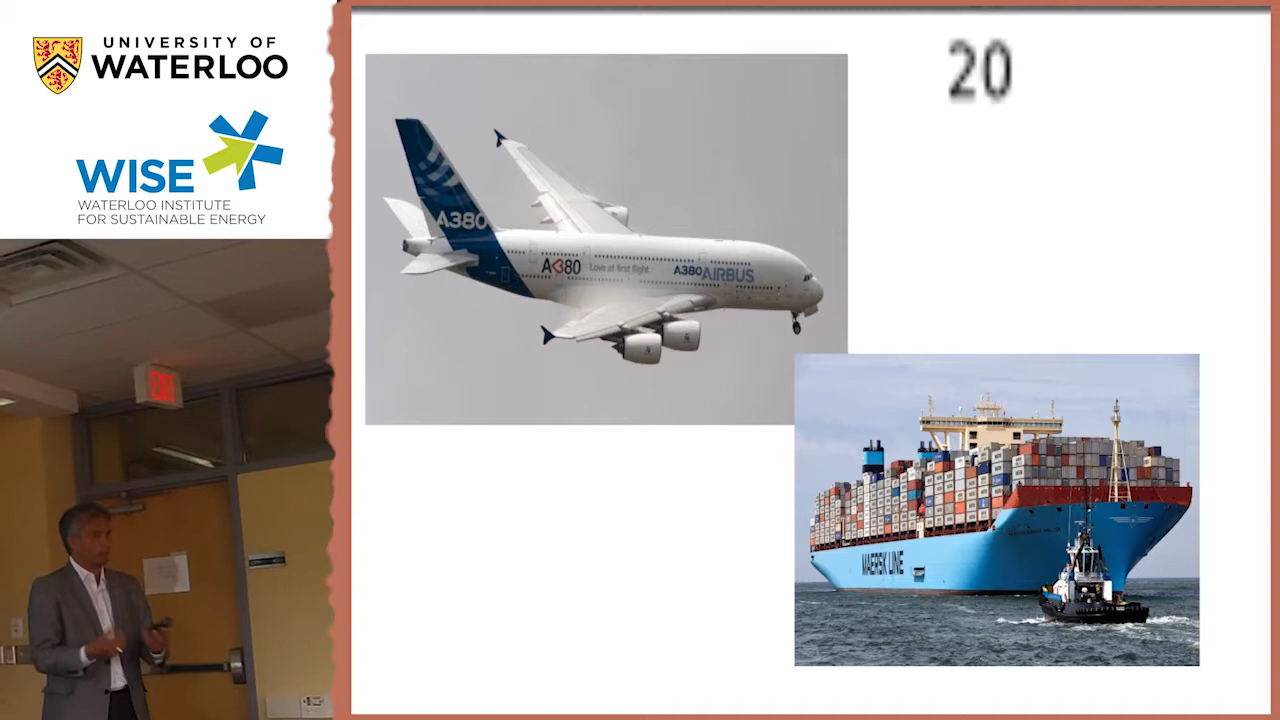 UNIVERSITY OF
WATERLOO
WISE
WATERLOO INSTITUTE
FOR SUSTAINABLE ENERGY
EXIT
20
A380
A380
Love at first flight
A380 AIRBUS
MAERSK LINE